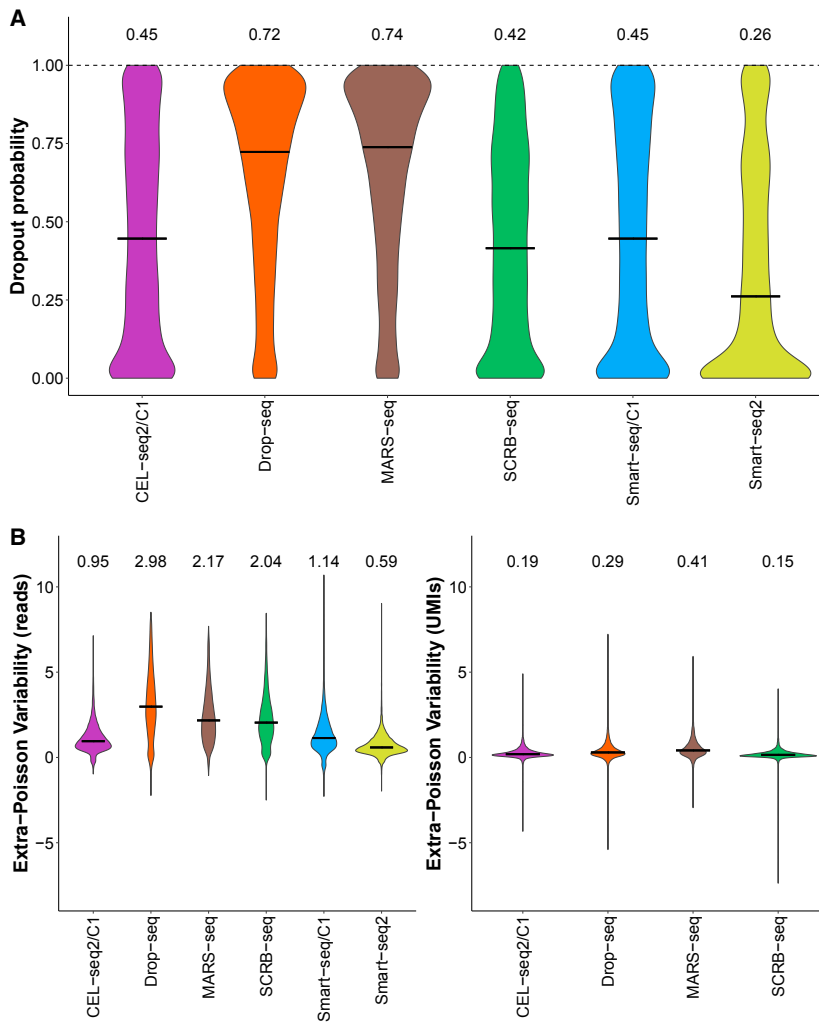 A
0.45 0.72 0.74 0.42 0.45 0.26
Dropout probability
1.00
0.75
0.50
0.25
0.00
CEL−seq2/C1
Drop−seq
MARS−seq
SCRB−seq
Smart−seq/C1
Smart−seq2
B
Extra−Poisson Variability (reads)
0.95 2.98 2.17 2.04 1.14 0.59
10
5
0
−5
CEL−seq2/C1
Drop−seq
MARS−seq
SCRB−seq
Smart−seq/C1
Smart−seq2
Extra−Poisson Variability (UMIs)
0.19 0.29 0.41 0.15
10
5
0
−5
CEL−seq2/C1
Drop−seq
MARS−seq
SCRB−seq